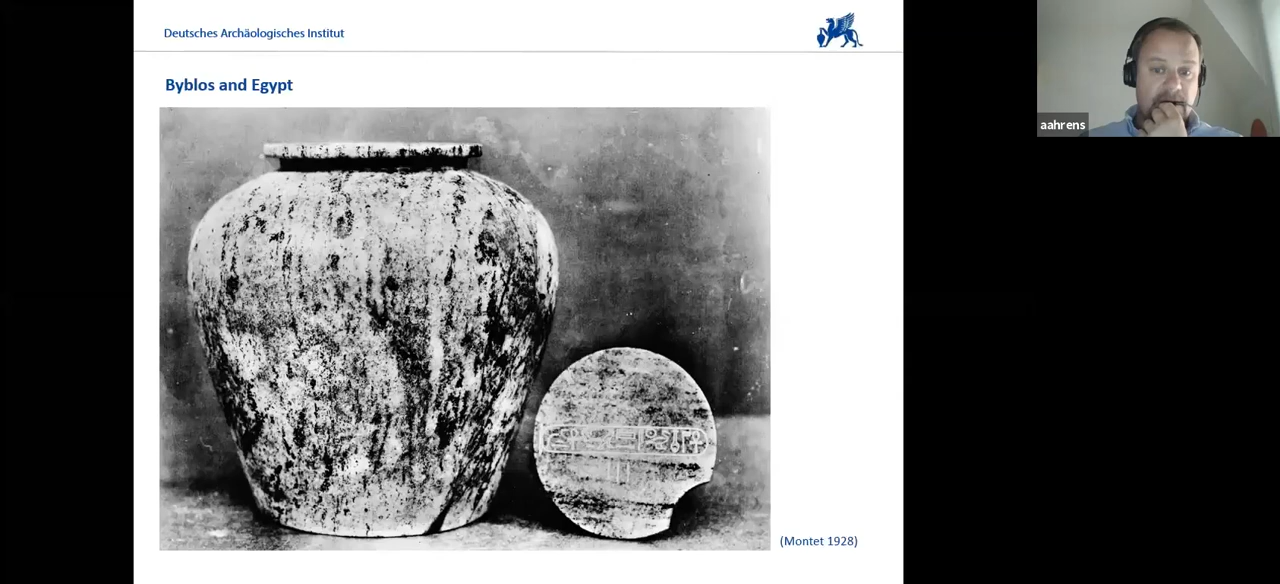 Deutsches Archäologisches Institut
Byblos and Egypt
aahrens
(Montet 1928)